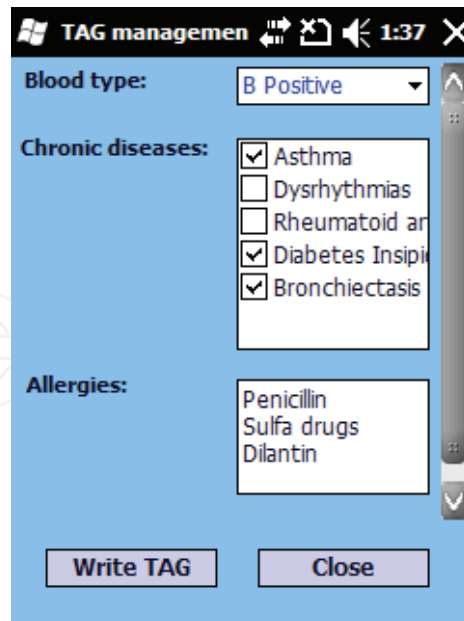 TAG managemen 1:37
Blood type: B Positive
Chronic diseases: Asthma
Dysrhythmias
Rheumatoid ar
Diabetes Insipi
Bronchiectasis
Allergies: Penicillin
Sulfa drugs
Dilantin
Write TAG Close